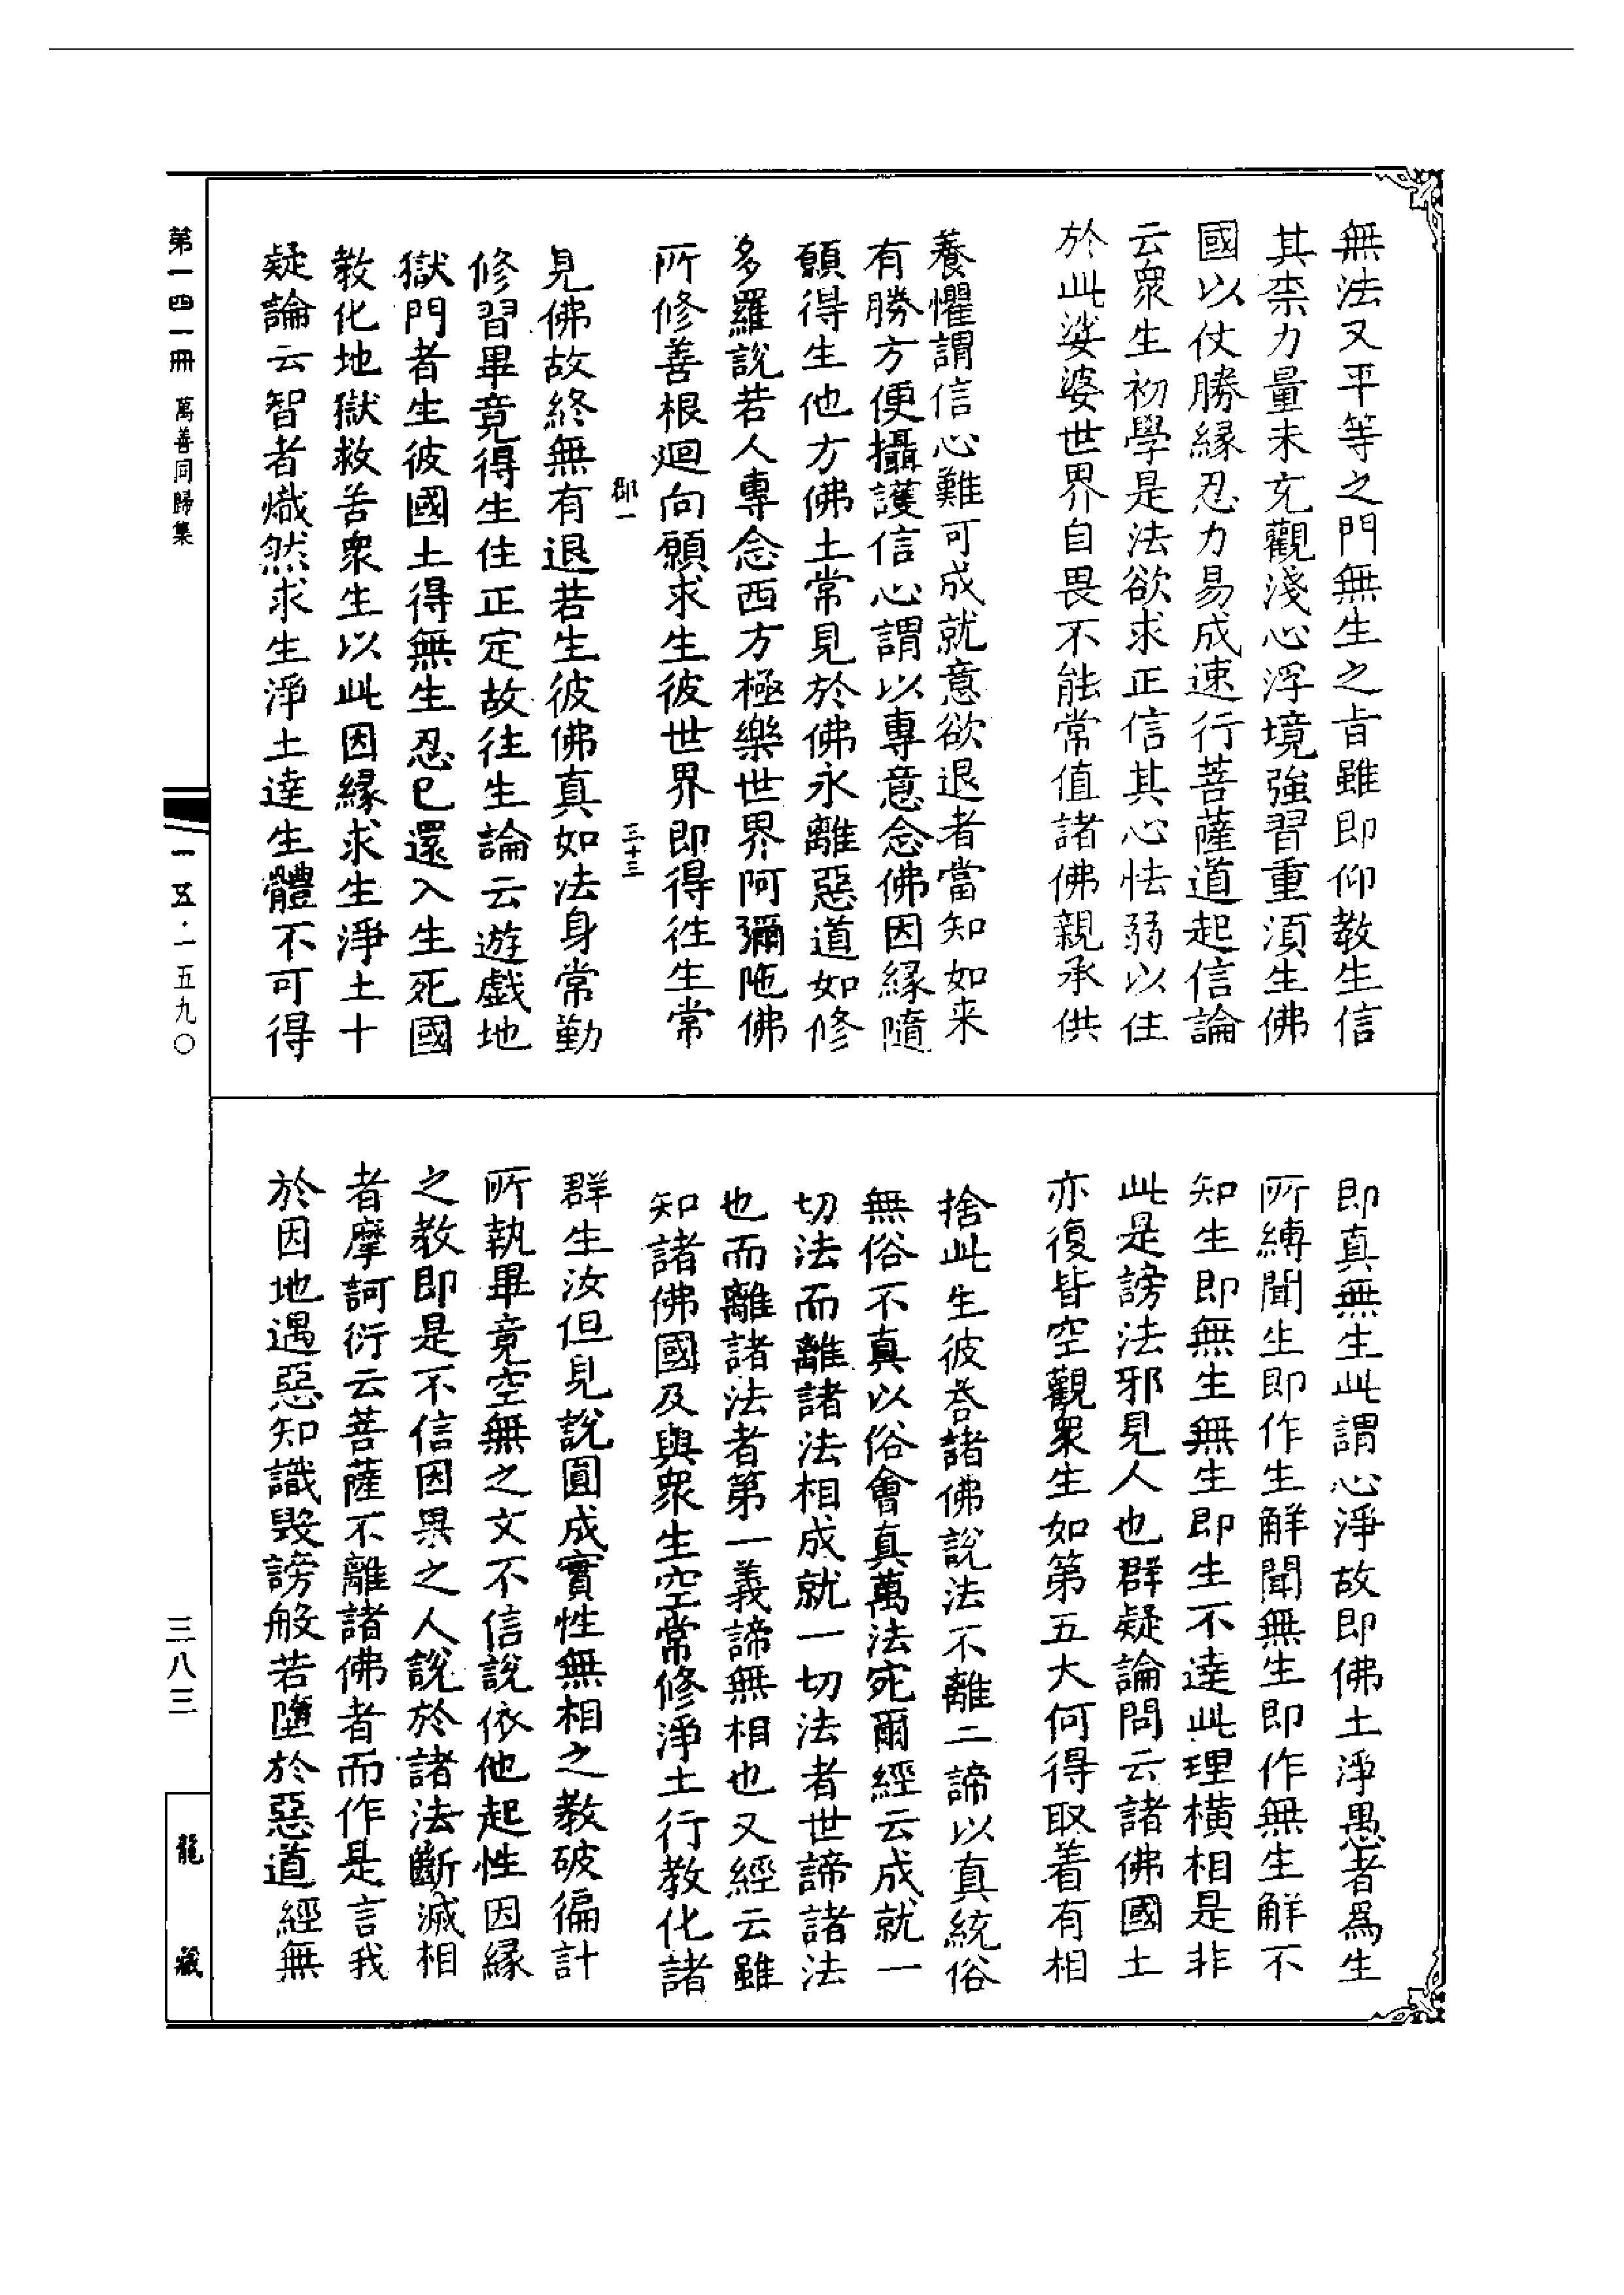 無法又平等之門無生之旨雖即仰教生信
其柰力量未充觀淺心浮境強習重須生佛
國以仗勝緣忍力易成速行菩薩道起信論
云衆生初學是法欲求正信其心怯弱以住
於此娑婆世界自畏不能常值諸佛親承供
養懼謂信心難可成就意欲退者當知如来
有勝方便攝護信心謂以專意念佛因緣隨
願得生他方佛土常見於佛永離惡道如修
多羅說若人專念西方極樂世界阿彌陁佛
所修善根迴向願求生彼世界即得往生常
郡一
三十三
見佛故終無有退若生彼佛真如法身常勤
修習畢竟得生住正定故往生論云遊戲地
獄門者生彼國土得無生忍已還入生死國
教化地獄救苦衆生以此因緣求生淨土十
疑論云智者熾然求生淨土達生體不可得
即真無生此謂心淨故即佛土淨愚者爲生
所縛聞生即作生解聞無生即作無生解不
知生即無生無生即生不達此理橫相是非
此是謗法邪見人也群疑論問云諸佛國土
亦復皆空觀衆生如第五大何得取着有相
捨此生彼荅諸佛說法不離二諦以真統俗
無俗不真以俗會真萬法宛爾經云成就一
切法而離諸法相成就一切法者世諦諸法
也而離諸法者第一義諦無相也又經云雖
知諸佛國及與衆生空常修淨土行教化諸
群生汝但見說圓成實性無相之教破徧計
所執畢竟空無之文不信說依他起性因緣
之教即是不信因果之人說於諸法斷滅相
者摩訶衍云菩薩不離諸佛者而作是言我
於因地遇惡知識毀謗般若墮於惡道經無
第一四一冊 萬善同歸集
一五·一五九〇
三八三
龍藏